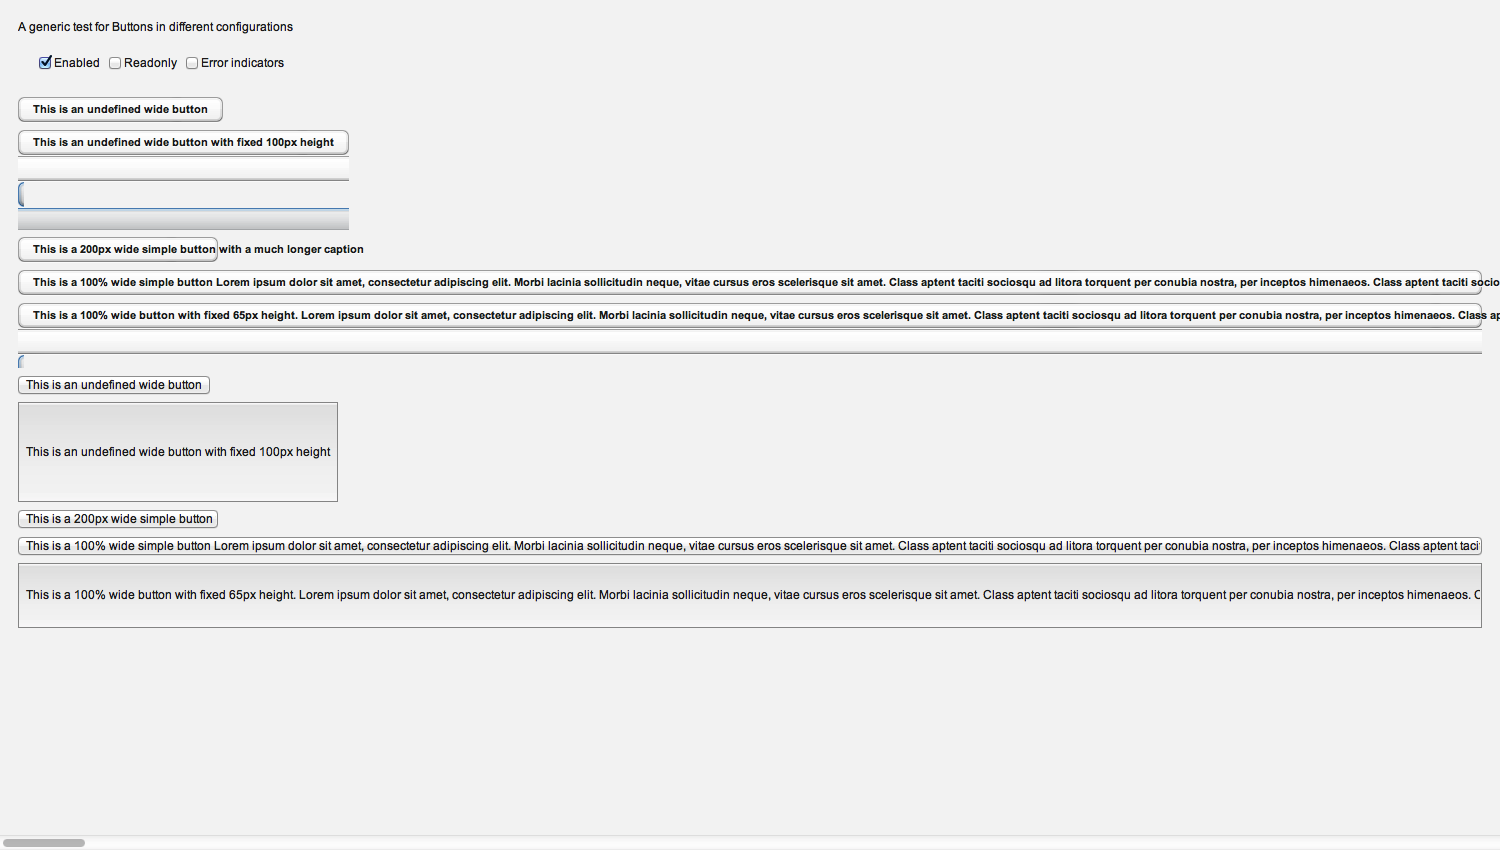 A generic test for Buttons in different configurations
Enabled Readonly Error indicators
This is an undefined wide button
This is an undefined wide button with fixed 100px height
This is a 200px wide simple button with a much longer caption
This is a 100% wide simple button Lorem ipsum dolor sit amet, consectetur adipiscing elit. Morbi lacinia sollicitudin neque, vitae cursus eros scelerisque sit amet. Class aptent taciti sociosqu ad litora torquent per conubia nostra, per inceptos himenaeos. Class aptent taciti
This is a 100% wide button with fixed 65px height. Lorem ipsum dolor sit amet, consectetur adipiscing elit. Morbi lacinia sollicitudin neque, vitae cursus eros scelerisque sit amet. Class aptent taciti sociosqu ad litora torquent per conubia nostra, per inceptos himenaeos. Class
This is an undefined wide button
This is an undefined wide button with fixed 100px height
This is a 200px wide simple button
This is a 100% wide simple button Lorem ipsum dolor sit amet, consectetur adipiscing elit. Morbi lacinia sollicitudin neque, vitae cursus eros scelerisque sit amet. Class aptent taciti sociosqu ad litora torquent per conubia nostra, per inceptos himenaeos. Class aptent
This is a 100% wide button with fixed 65px height. Lorem ipsum dolor sit amet, consectetur adipiscing elit. Morbi lacinia sollicitudin neque, vitae cursus eros scelerisque sit amet. Class aptent taciti sociosqu ad litora torquent per conubia nostra, per inceptos himenaeos.